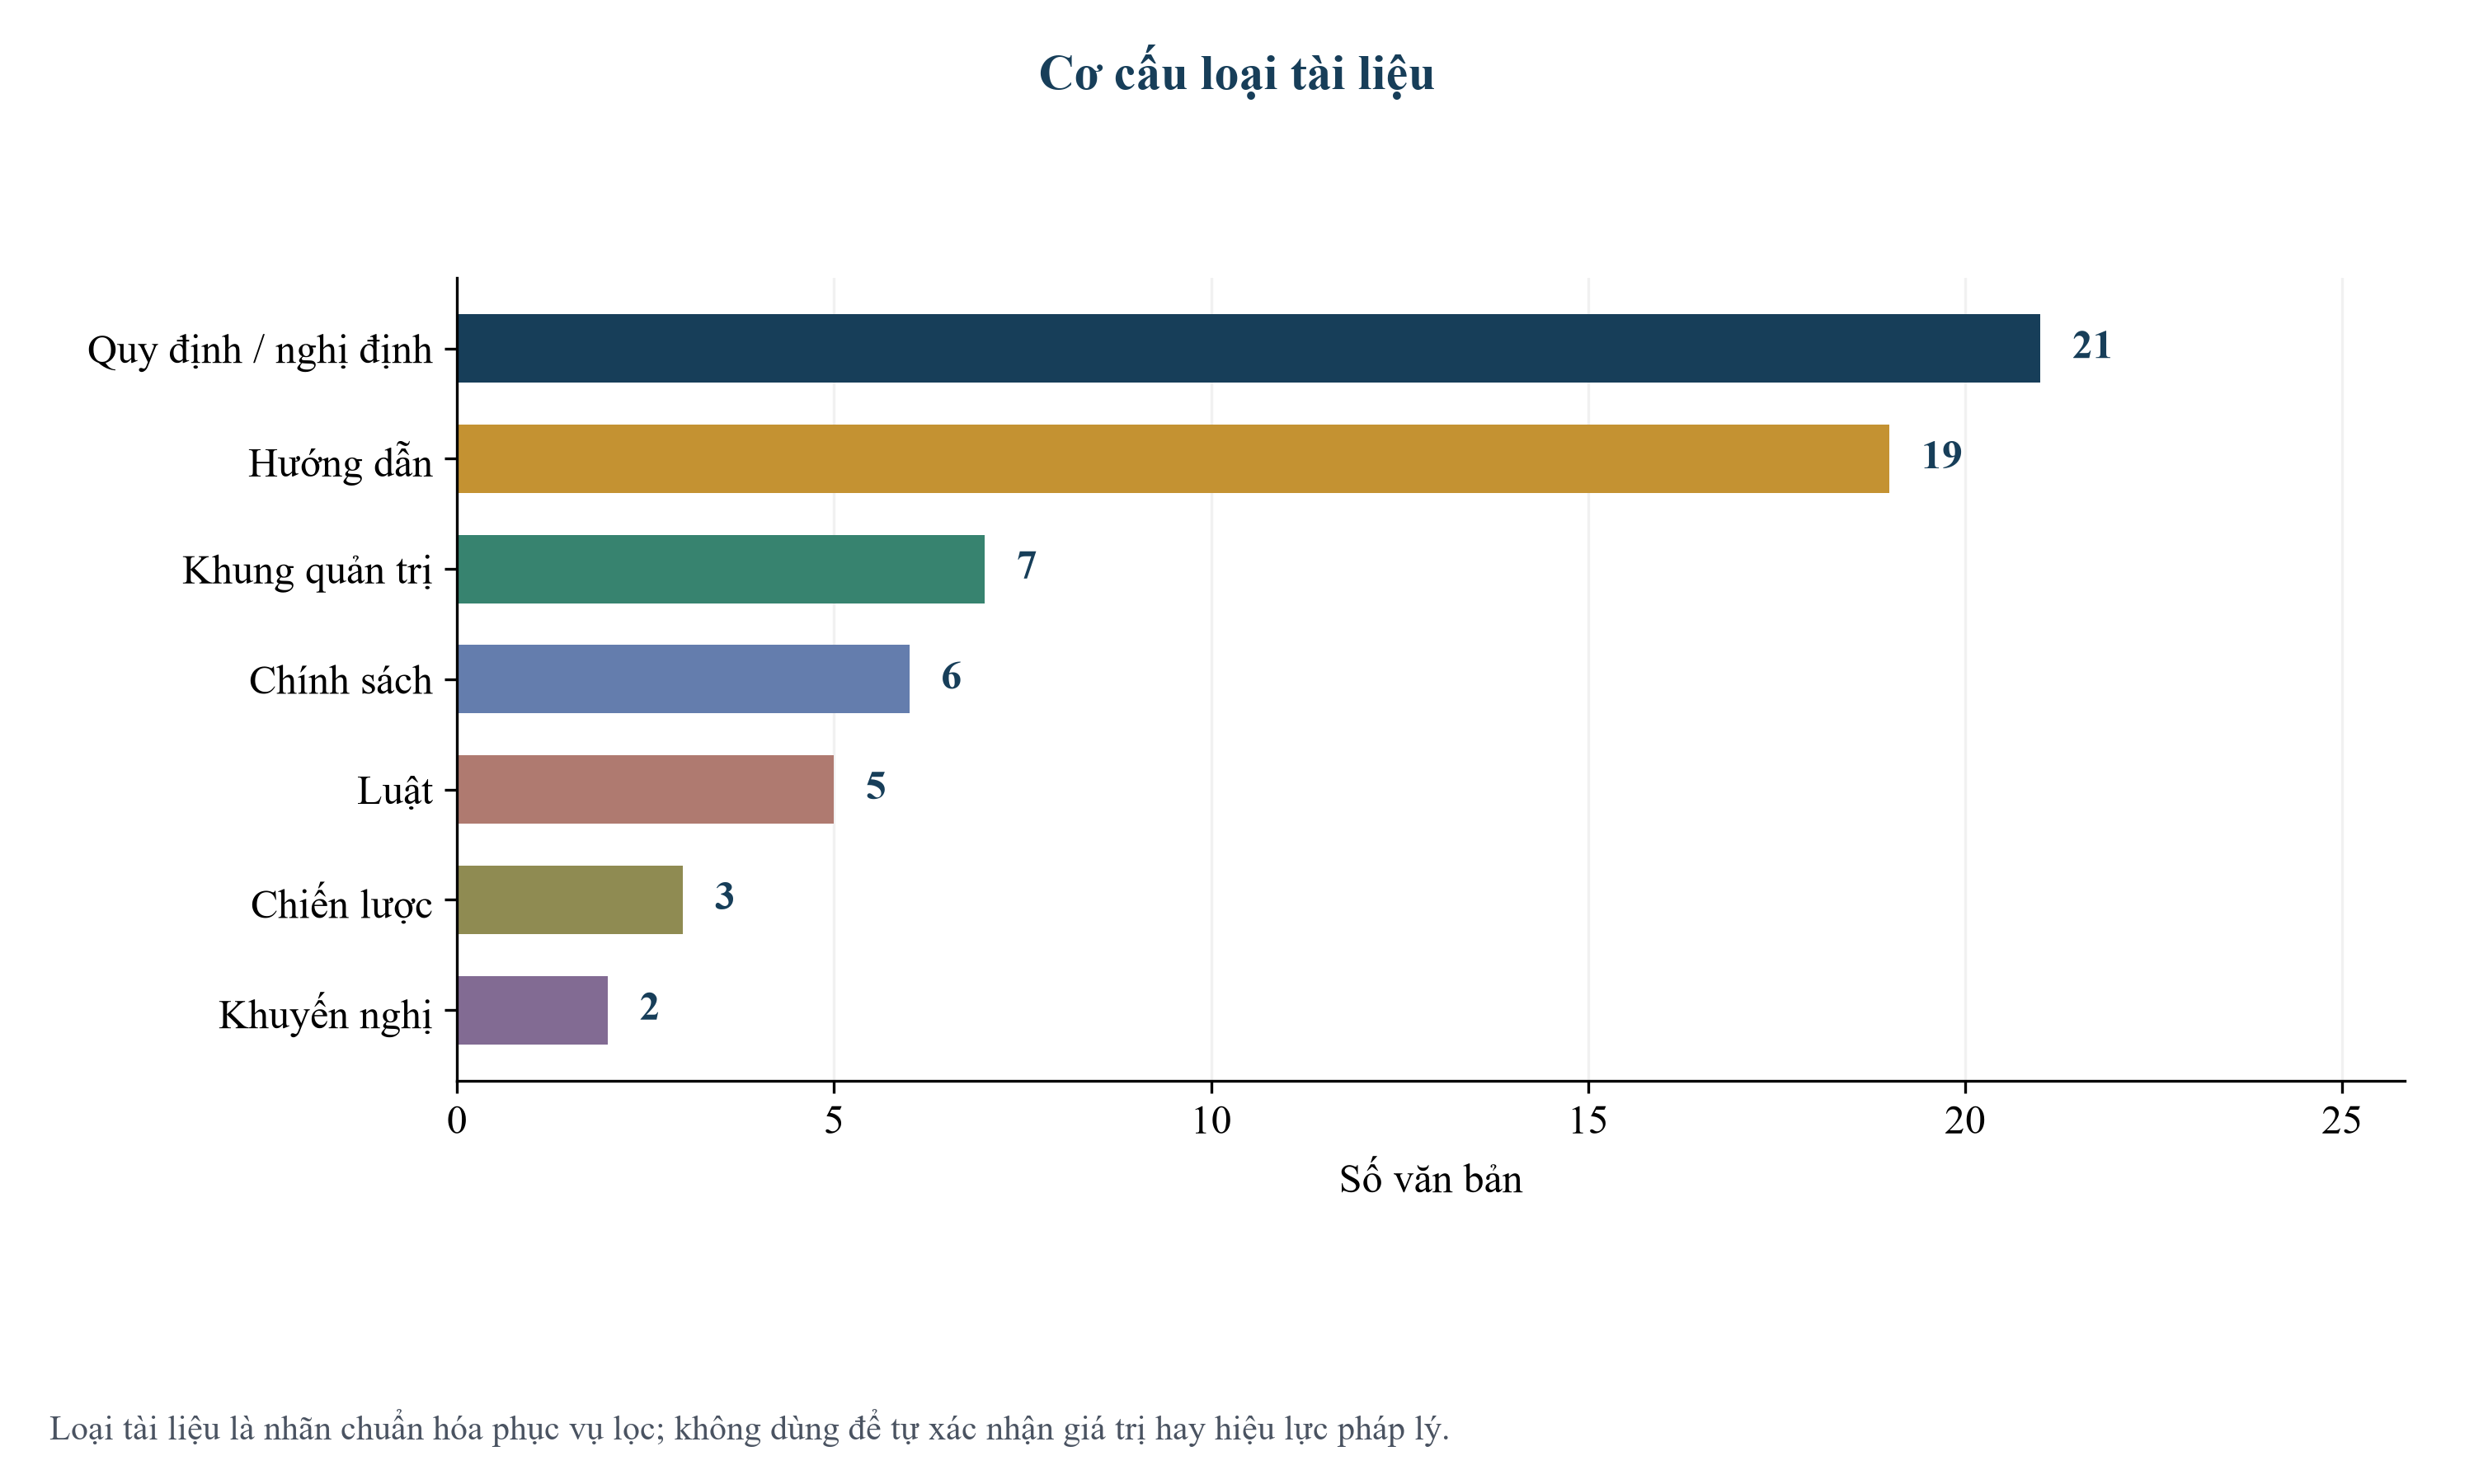 Cơ cấu loại tài liệu
Quy định / nghị định
21
Hướng dẫn
19
Khung quản trị
7
Chính sách
6
Luật
5
Chiến lược
3
Khuyến nghị
2
0 5 10 15 20 25
Số văn bản
Loại tài liệu là nhãn chuẩn hóa phục vụ lọc; không dùng để tự xác nhận giá trị hay hiệu lực pháp lý.